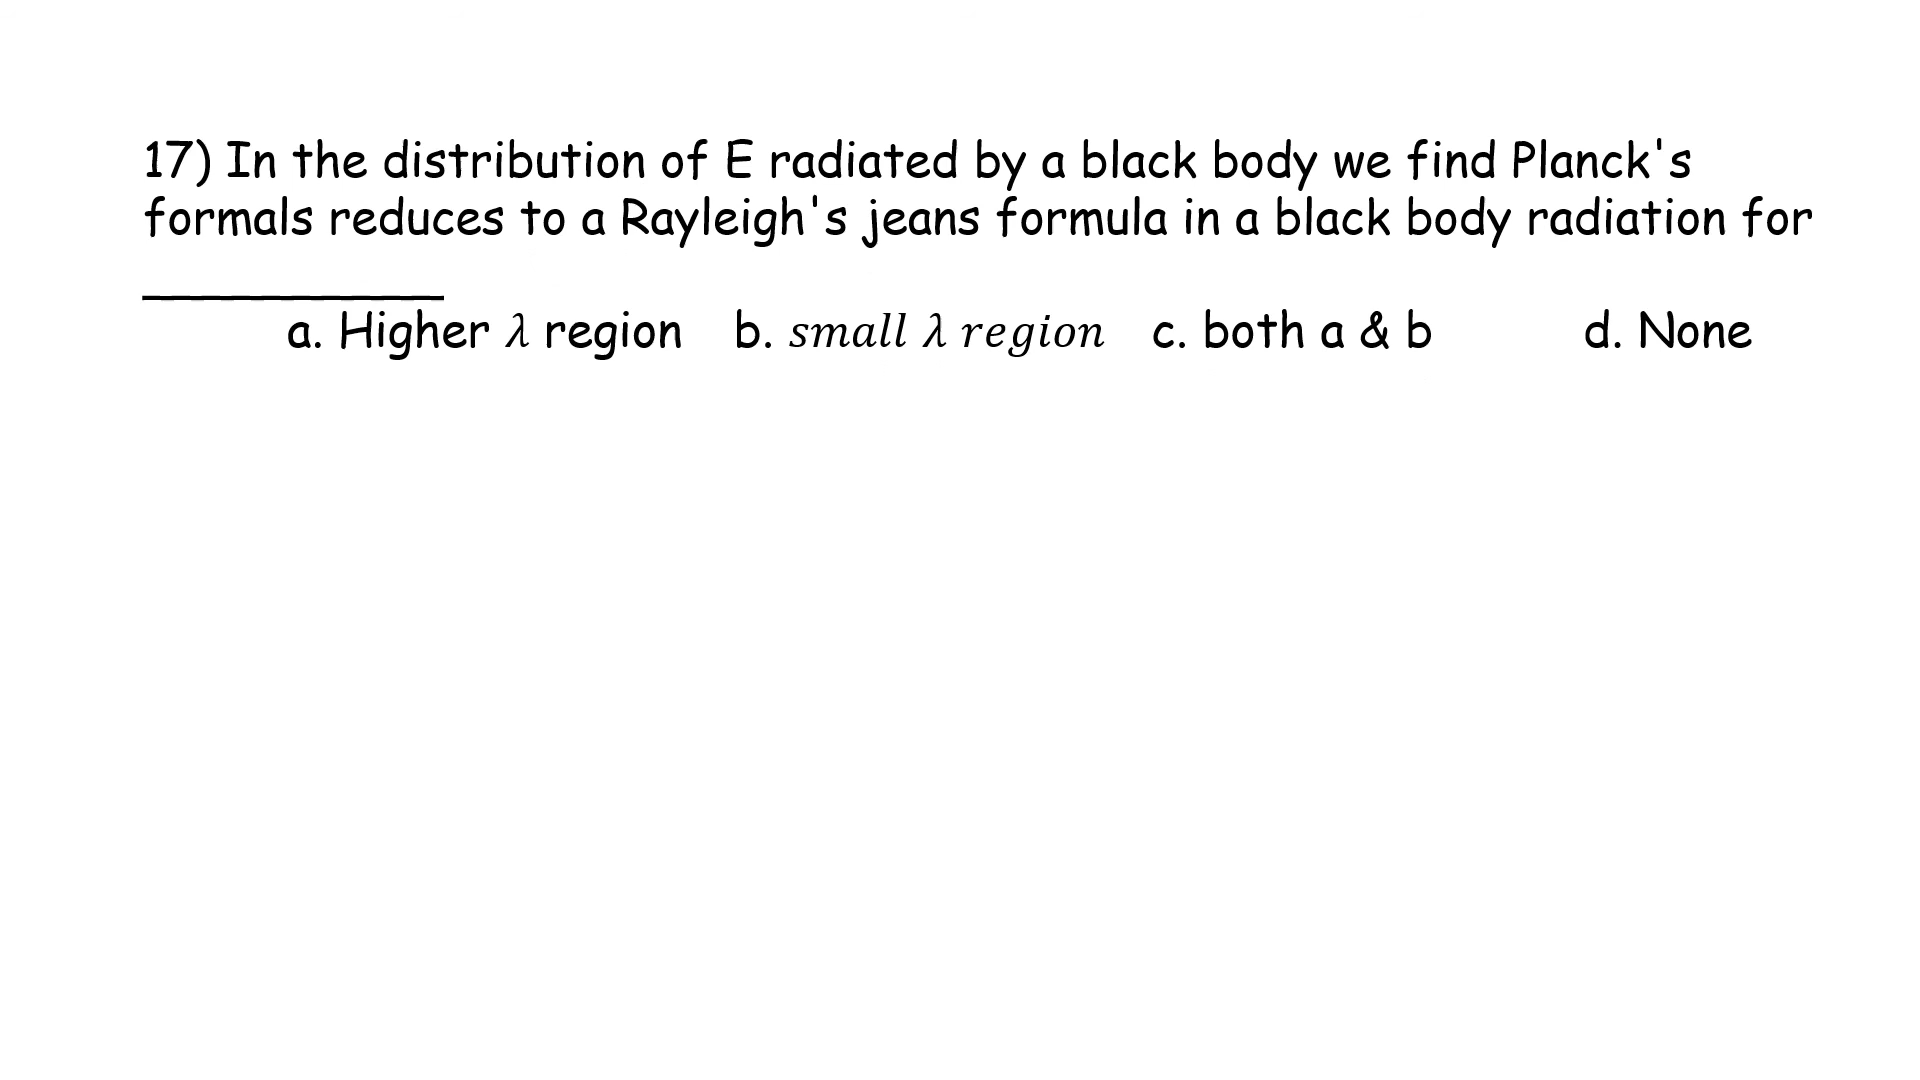 17) In the distribution of E radiated by a black body we find Planck's
formals reduces to a Rayleigh's jeans formula in a black body radiation for
____________
a. Higher λ region b. small λ region c. both a & b d. None